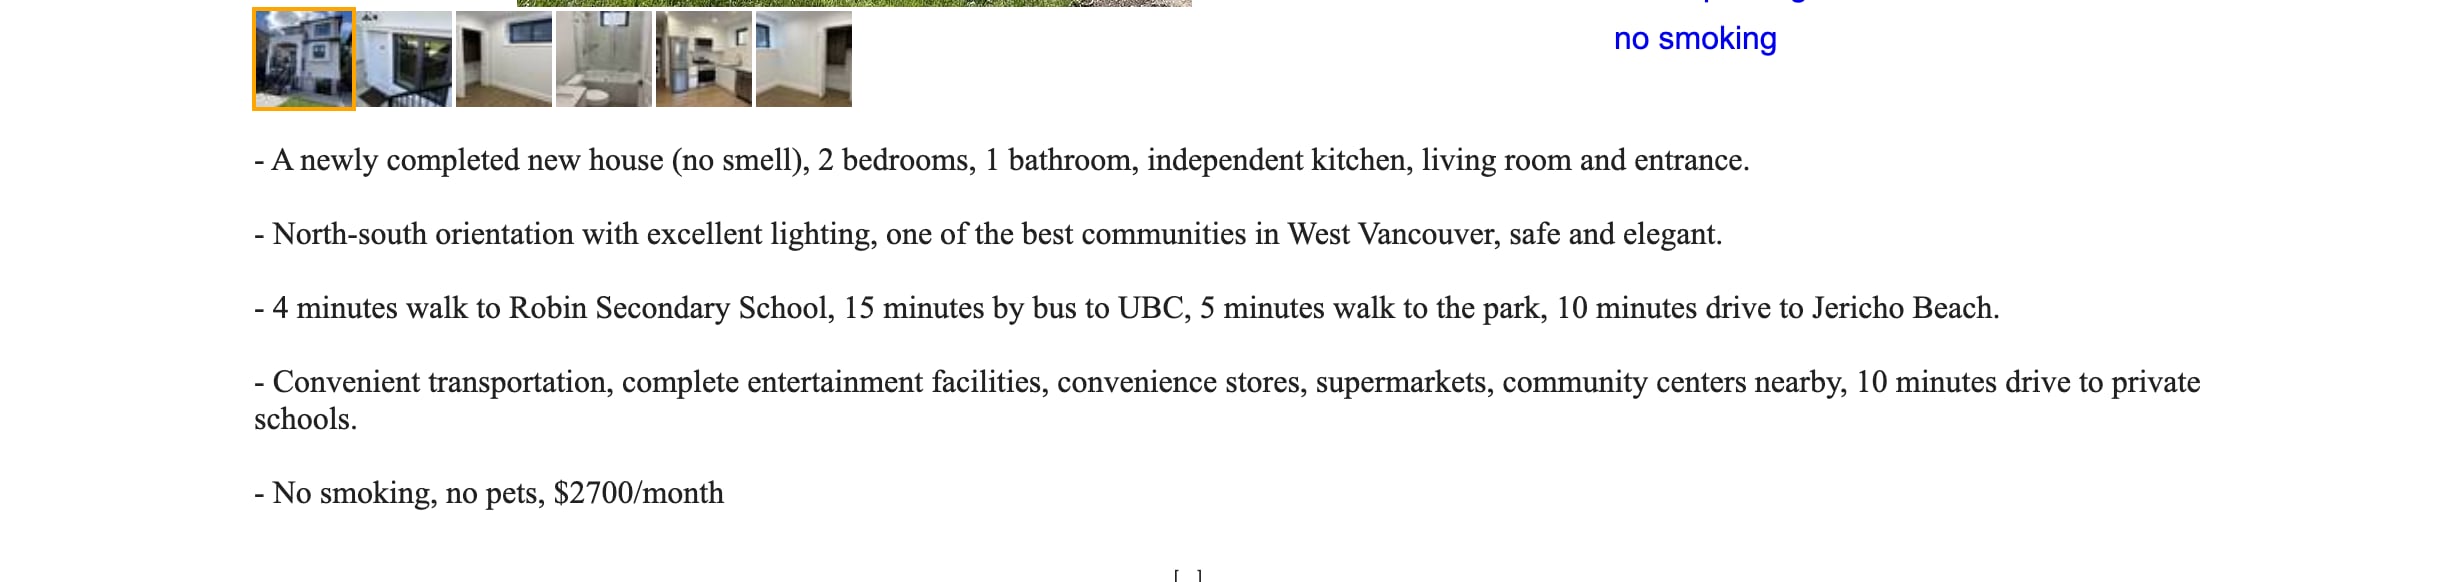 no smoking
- A newly completed new house (no smell), 2 bedrooms, 1 bathroom, independent kitchen, living room and entrance.
- North-south orientation with excellent lighting, one of the best communities in West Vancouver, safe and elegant.
- 4 minutes walk to Robin Secondary School, 15 minutes by bus to UBC, 5 minutes walk to the park, 10 minutes drive to Jericho Beach.
- Convenient transportation, complete entertainment facilities, convenience stores, supermarkets, community centers nearby, 10 minutes drive to private
schools.
- No smoking, no pets, $2700/month
[ ]